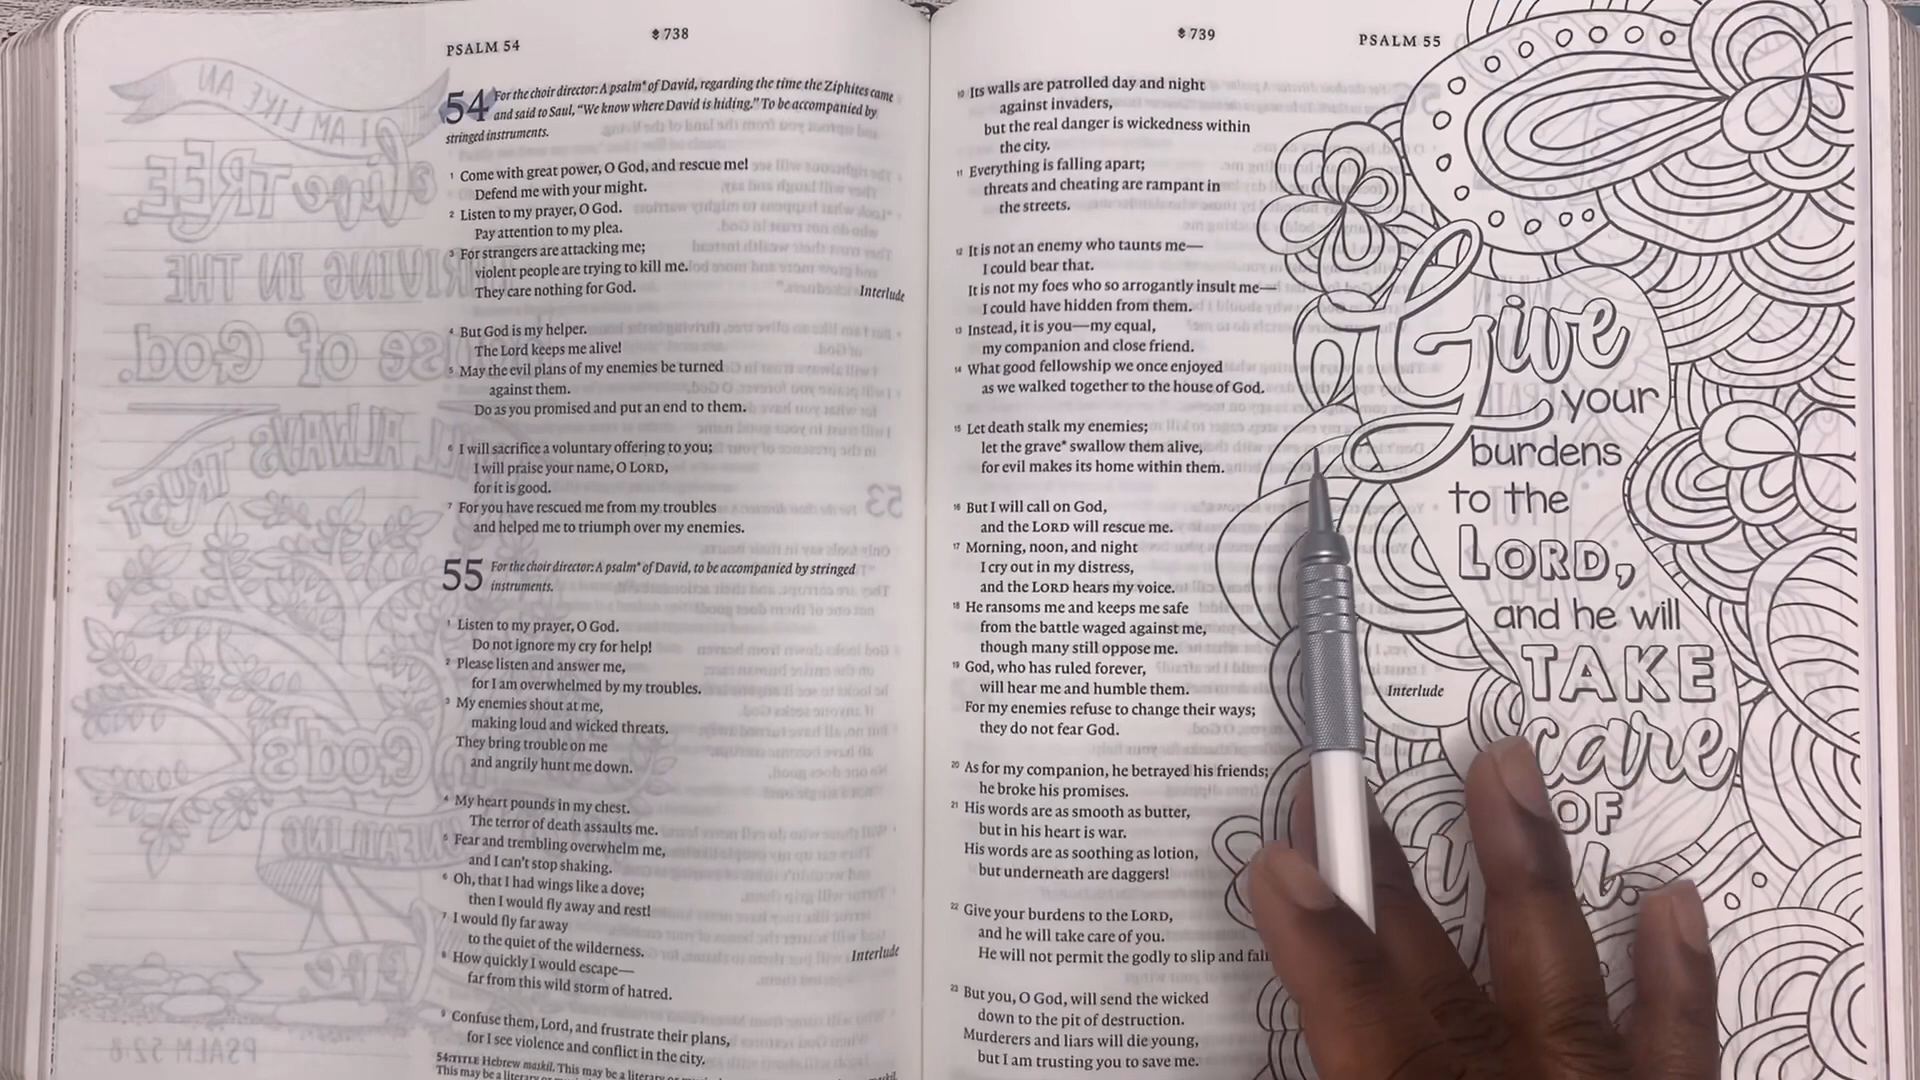 PSALM 54
738
54 For the choir director: A psalm* of David, regarding the time the Ziphites came
and said to Saul, “We know where David is hiding.” To be accompanied by
stringed instruments.
1 Come with great power, O God, and rescue me!
Defend me with your might.
2 Listen to my prayer, O God.
Pay attention to my plea.
3 For strangers are attacking me;
violent people are trying to kill me.
They care nothing for God.
Interlude
4 But God is my helper.
The Lord keeps me alive!
5 May the evil plans of my enemies be turned
against them.
Do as you promised and put an end to them.
6 I will sacrifice a voluntary offering to you;
I will praise your name, O LORD,
for it is good.
7 For you have rescued me from my troubles
and helped me to triumph over my enemies.
55 For the choir director: A psalm* of David, to be accompanied by stringed
instruments.
1 Listen to my prayer, O God.
Do not ignore my cry for help!
2 Please listen and answer me,
for I am overwhelmed by my troubles.
3 My enemies shout at me,
making loud and wicked threats.
They bring trouble on me
and angrily hunt me down.
4 My heart pounds in my chest.
The terror of death assaults me.
5 Fear and trembling overwhelm me,
and I can’t stop shaking.
6 Oh, that I had wings like a dove;
then I would fly away and rest!
7 I would fly far away
to the quiet of the wilderness.
Interlude
8 How quickly I would escape—
far from this wild storm of hatred.
9 Confuse them, Lord, and frustrate their plans,
for I see violence and conflict in the city.
54:TITLE Hebrew maskil. This may be a literary
This may be a literary
739
PSALM 55
10 Its walls are patrolled day and night
against invaders,
but the real danger is wickedness within
the city.
11 Everything is falling apart;
threats and cheating are rampant in
the streets.
12 It is not an enemy who taunts me—
I could bear that.
It is not my foes who so arrogantly insult me—
I could have hidden from them.
13 Instead, it is you—my equal,
my companion and close friend.
14 What good fellowship we once enjoyed
as we walked together to the house of God.
15 Let death stalk my enemies;
let the grave* swallow them alive,
for evil makes its home within them.
16 But I will call on God,
and the LORD will rescue me.
17 Morning, noon, and night
I cry out in my distress,
and the LORD hears my voice.
18 He ransoms me and keeps me safe
from the battle waged against me,
though many still oppose me.
19 God, who has ruled forever,
will hear me and humble them.
Interlude
For my enemies refuse to change their ways;
they do not fear God.
20 As for my companion, he betrayed his friends;
he broke his promises.
21 His words are as smooth as butter,
but in his heart is war.
His words are as soothing as lotion,
but underneath are daggers!
22 Give your burdens to the LORD,
and he will take care of you.
He will not permit the godly to slip and fall
23 But you, O God, will send the wicked
down to the pit of destruction.
Murderers and liars will die young,
but I am trusting you to save me.
Give
your
burdens
to the
LORD,
and he will
TAKE
care
OF